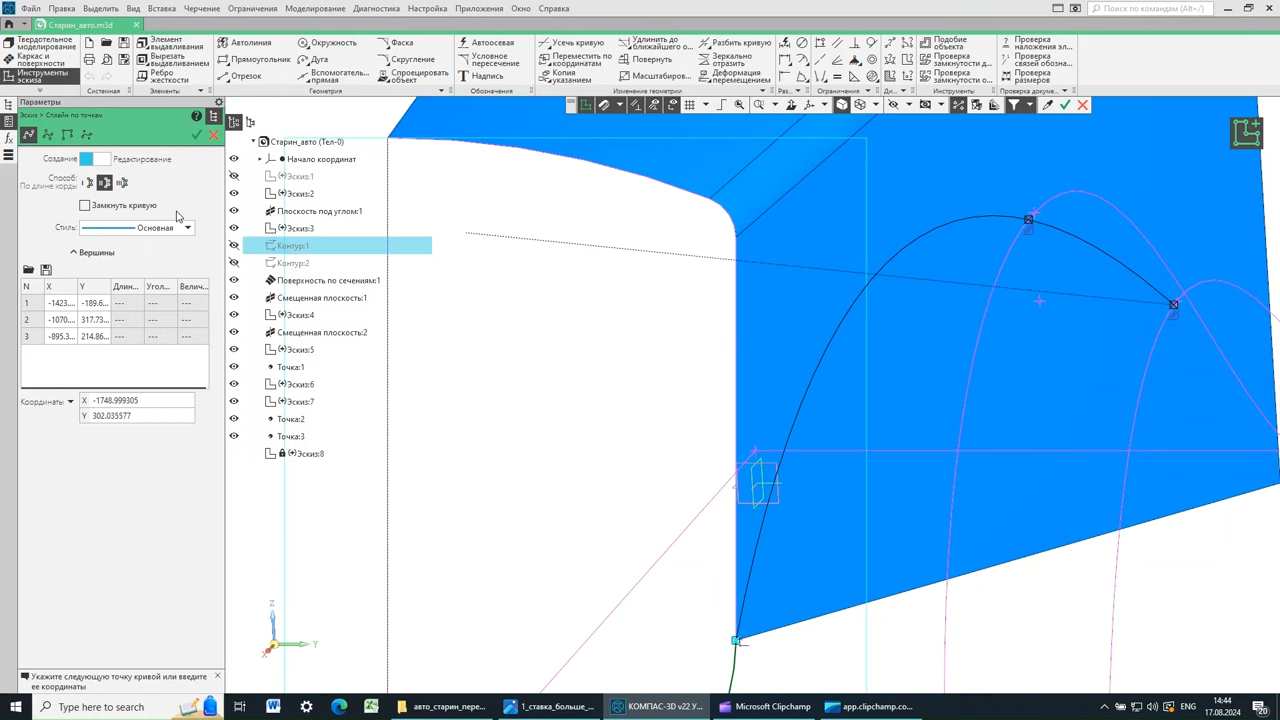 Файл Правка Выделить Вид Вставка Черчение Ограничения Моделирование Диагностика Настройка Приложения Окно Справка
Поиск по командам (Alt+/)
Старин_авто.m3d
Твердотельное моделирование
Каркас и поверхности
Инструменты эскиза
Системная
Элемент выдавливания
Вырезать выдавливанием
Ребро жесткости
Элементы
Автолиния
Прямоугольник
Отрезок
Окружность
Дуга
Вспомогатель... прямая
Фаска
Скругление
Спроецировать объект
Геометрия
Автоосевая
Условное пересечение
Надпись
Обозначения
Усечь кривую
Переместить по координатам
Копия указанием
Удлинить до ближайшего о...
Повернуть
Масштабиров...
Разбить кривую
Зеркально отразить
Деформация перемещением
Изменение геометрии
Раз...
Ограничения
Ди...
Подобие объекта
Проверка замкнутости д...
Проверка замкнутости о...
Инструменты
Проверка наложения эл...
Проверка связей обозна...
Проверка размеров
Проверка докумен...
Параметры
Эскиз > Сплайн по точкам
Создание Редактирование
Способ:
По длине хорды
Замкнуть кривую
Стиль: Основная
Вершины
N X Y Длин... Угол... Велич...
1 -1423.... -189.6... --- --- ---
2 -1070.... 317.73... --- --- ---
3 -895.3... 214.86... --- --- ---
Координаты X -1748.999305
Y 302.035577
Старин_авто (Тел-0)
Начало координат
(+)Эскиз:1
(+)Эскиз:2
Плоскость под углом:1
(+)Эскиз:3
Контур:1
Контур:2
Поверхность по сечениям:1
Смещенная плоскость:1
(+)Эскиз:4
Смещенная плоскость:2
(+)Эскиз:5
Точка:1
(+)Эскиз:6
(+)Эскиз:7
Точка:2
Точка:3
(+)Эскиз:8
Z
Y
X
Укажите следующую точку кривой или введите ее координаты
Type here to search
авто_старин_пере...
1_ставка_больше_...
КОМПАС-3D v22 У...
Microsoft Clipchamp
app.clipchamp.co...
ENG
14:44
17.08.2024
20